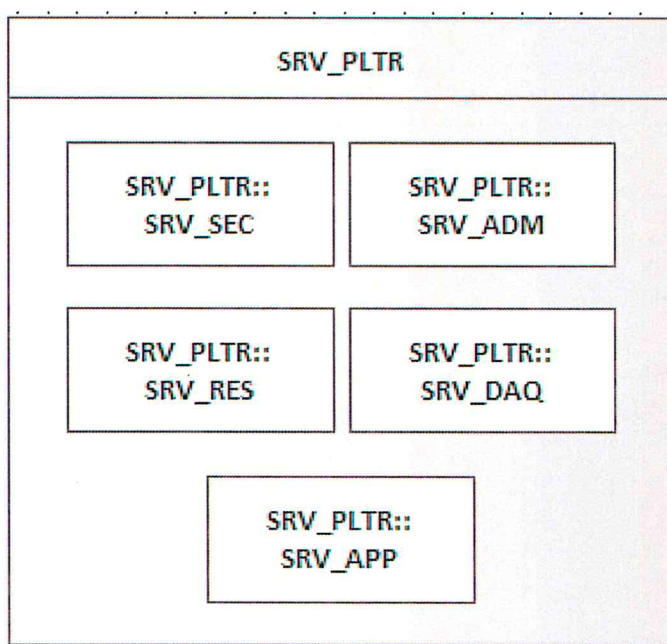 SRV_PLTR
SRV_PLTR::
SRV_SEC
SRV_PLTR::
SRV_ADM
SRV_PLTR::
SRV_RES
SRV_PLTR::
SRV_DAQ
SRV_PLTR::
SRV_APP